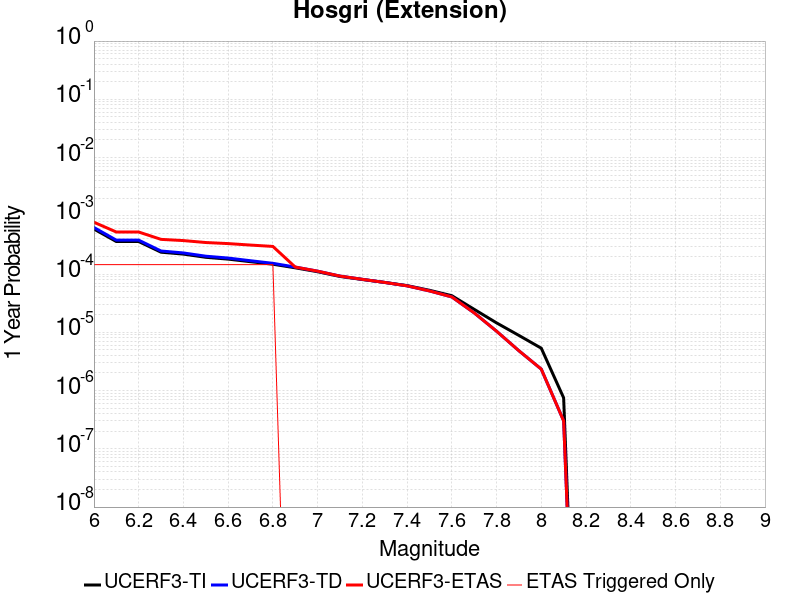 Hosgri (Extension)
10^0
10^-1
10^-2
10^-3
10^-4
10^-5
10^-6
10^-7
10^-8
1 Year Probability
6 6.2 6.4 6.6 6.8 7 7.2 7.4 7.6 7.8 8 8.2 8.4 8.6 8.8 9
Magnitude
UCERF3-TI UCERF3-TD UCERF3-ETAS ETAS Triggered Only